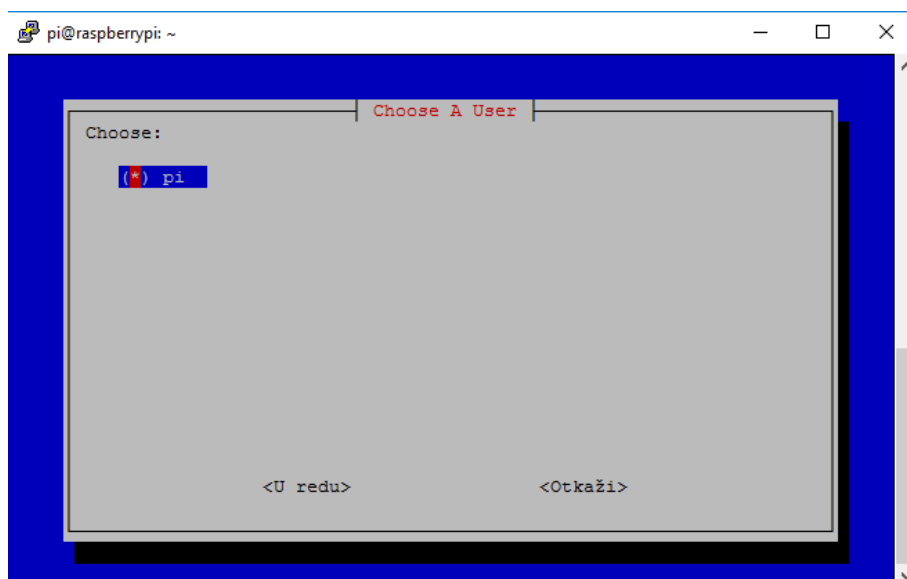 pi@raspberrypi: ~
Choose A User
Choose:
(*) pi
<U redu> <Otkaži>